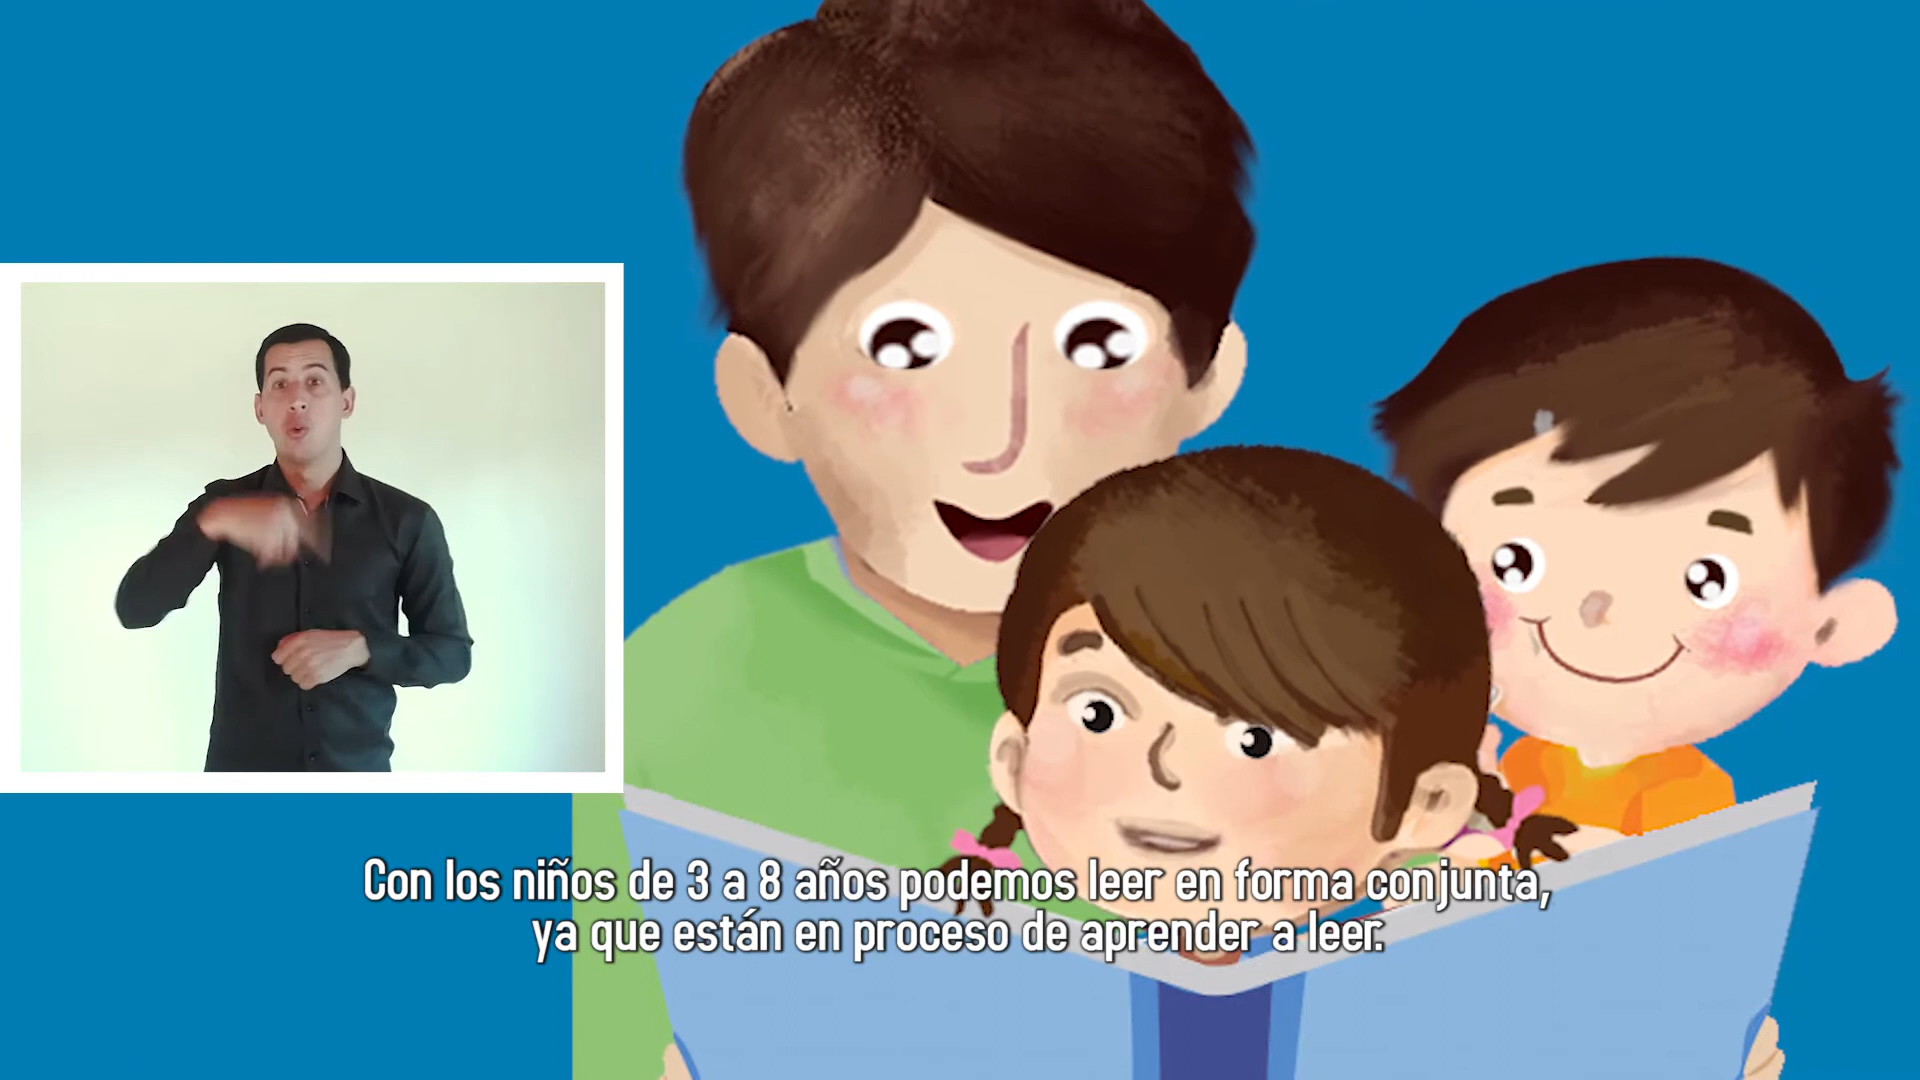 Con los niños de 3 a 8 años podemos leer en forma conjunta,
ya que están en proceso de aprender a leer.